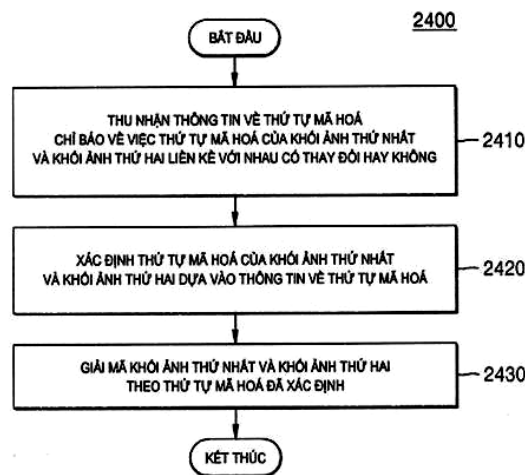 2400
BẮT ĐẦU
THU NHẬN THÔNG TIN VỀ THỨ TỰ MÃ HOÁ
CHỈ BÁO VỀ VIỆC THỨ TỰ MÃ HOÁ CỦA KHỐI ẢNH THỨ NHẤT
VÀ KHỐI ẢNH THỨ HAI LIỀN KỀ VỚI NHAU CÓ THAY ĐỔI HAY KHÔNG
2410
XÁC ĐỊNH THỨ TỰ MÃ HOÁ CỦA KHỐI ẢNH THỨ NHẤT
VÀ KHỐI ẢNH THỨ HAI DỰA VÀO THÔNG TIN VỀ THỨ TỰ MÃ HOÁ
2420
GIẢI MÃ KHỐI ẢNH THỨ NHẤT VÀ KHỐI ẢNH THỨ HAI
THEO THỨ TỰ MÃ HOÁ ĐÃ XÁC ĐỊNH
2430
KẾT THÚC